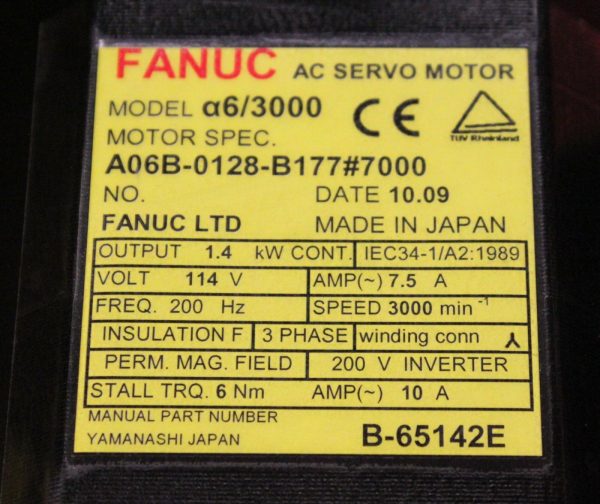 FANUC AC SERVO MOTOR
MODEL α6/3000
CE
TUV Rheinland
MOTOR SPEC.
A06B-0128-B177#7000
NO. DATE 10.09
FANUC LTD MADE IN JAPAN
OUTPUT 1.4 kW CONT. IEC34-1/A2:1989
VOLT 114 V AMP(~) 7.5 A
FREQ. 200 Hz SPEED 3000 min -1
INSULATION F 3 PHASE winding conn
PERM. MAG. FIELD 200 V INVERTER
STALL TRQ. 6 Nm AMP(~) 10 A
MANUAL PART NUMBER
YAMANASHI JAPAN B-65142E